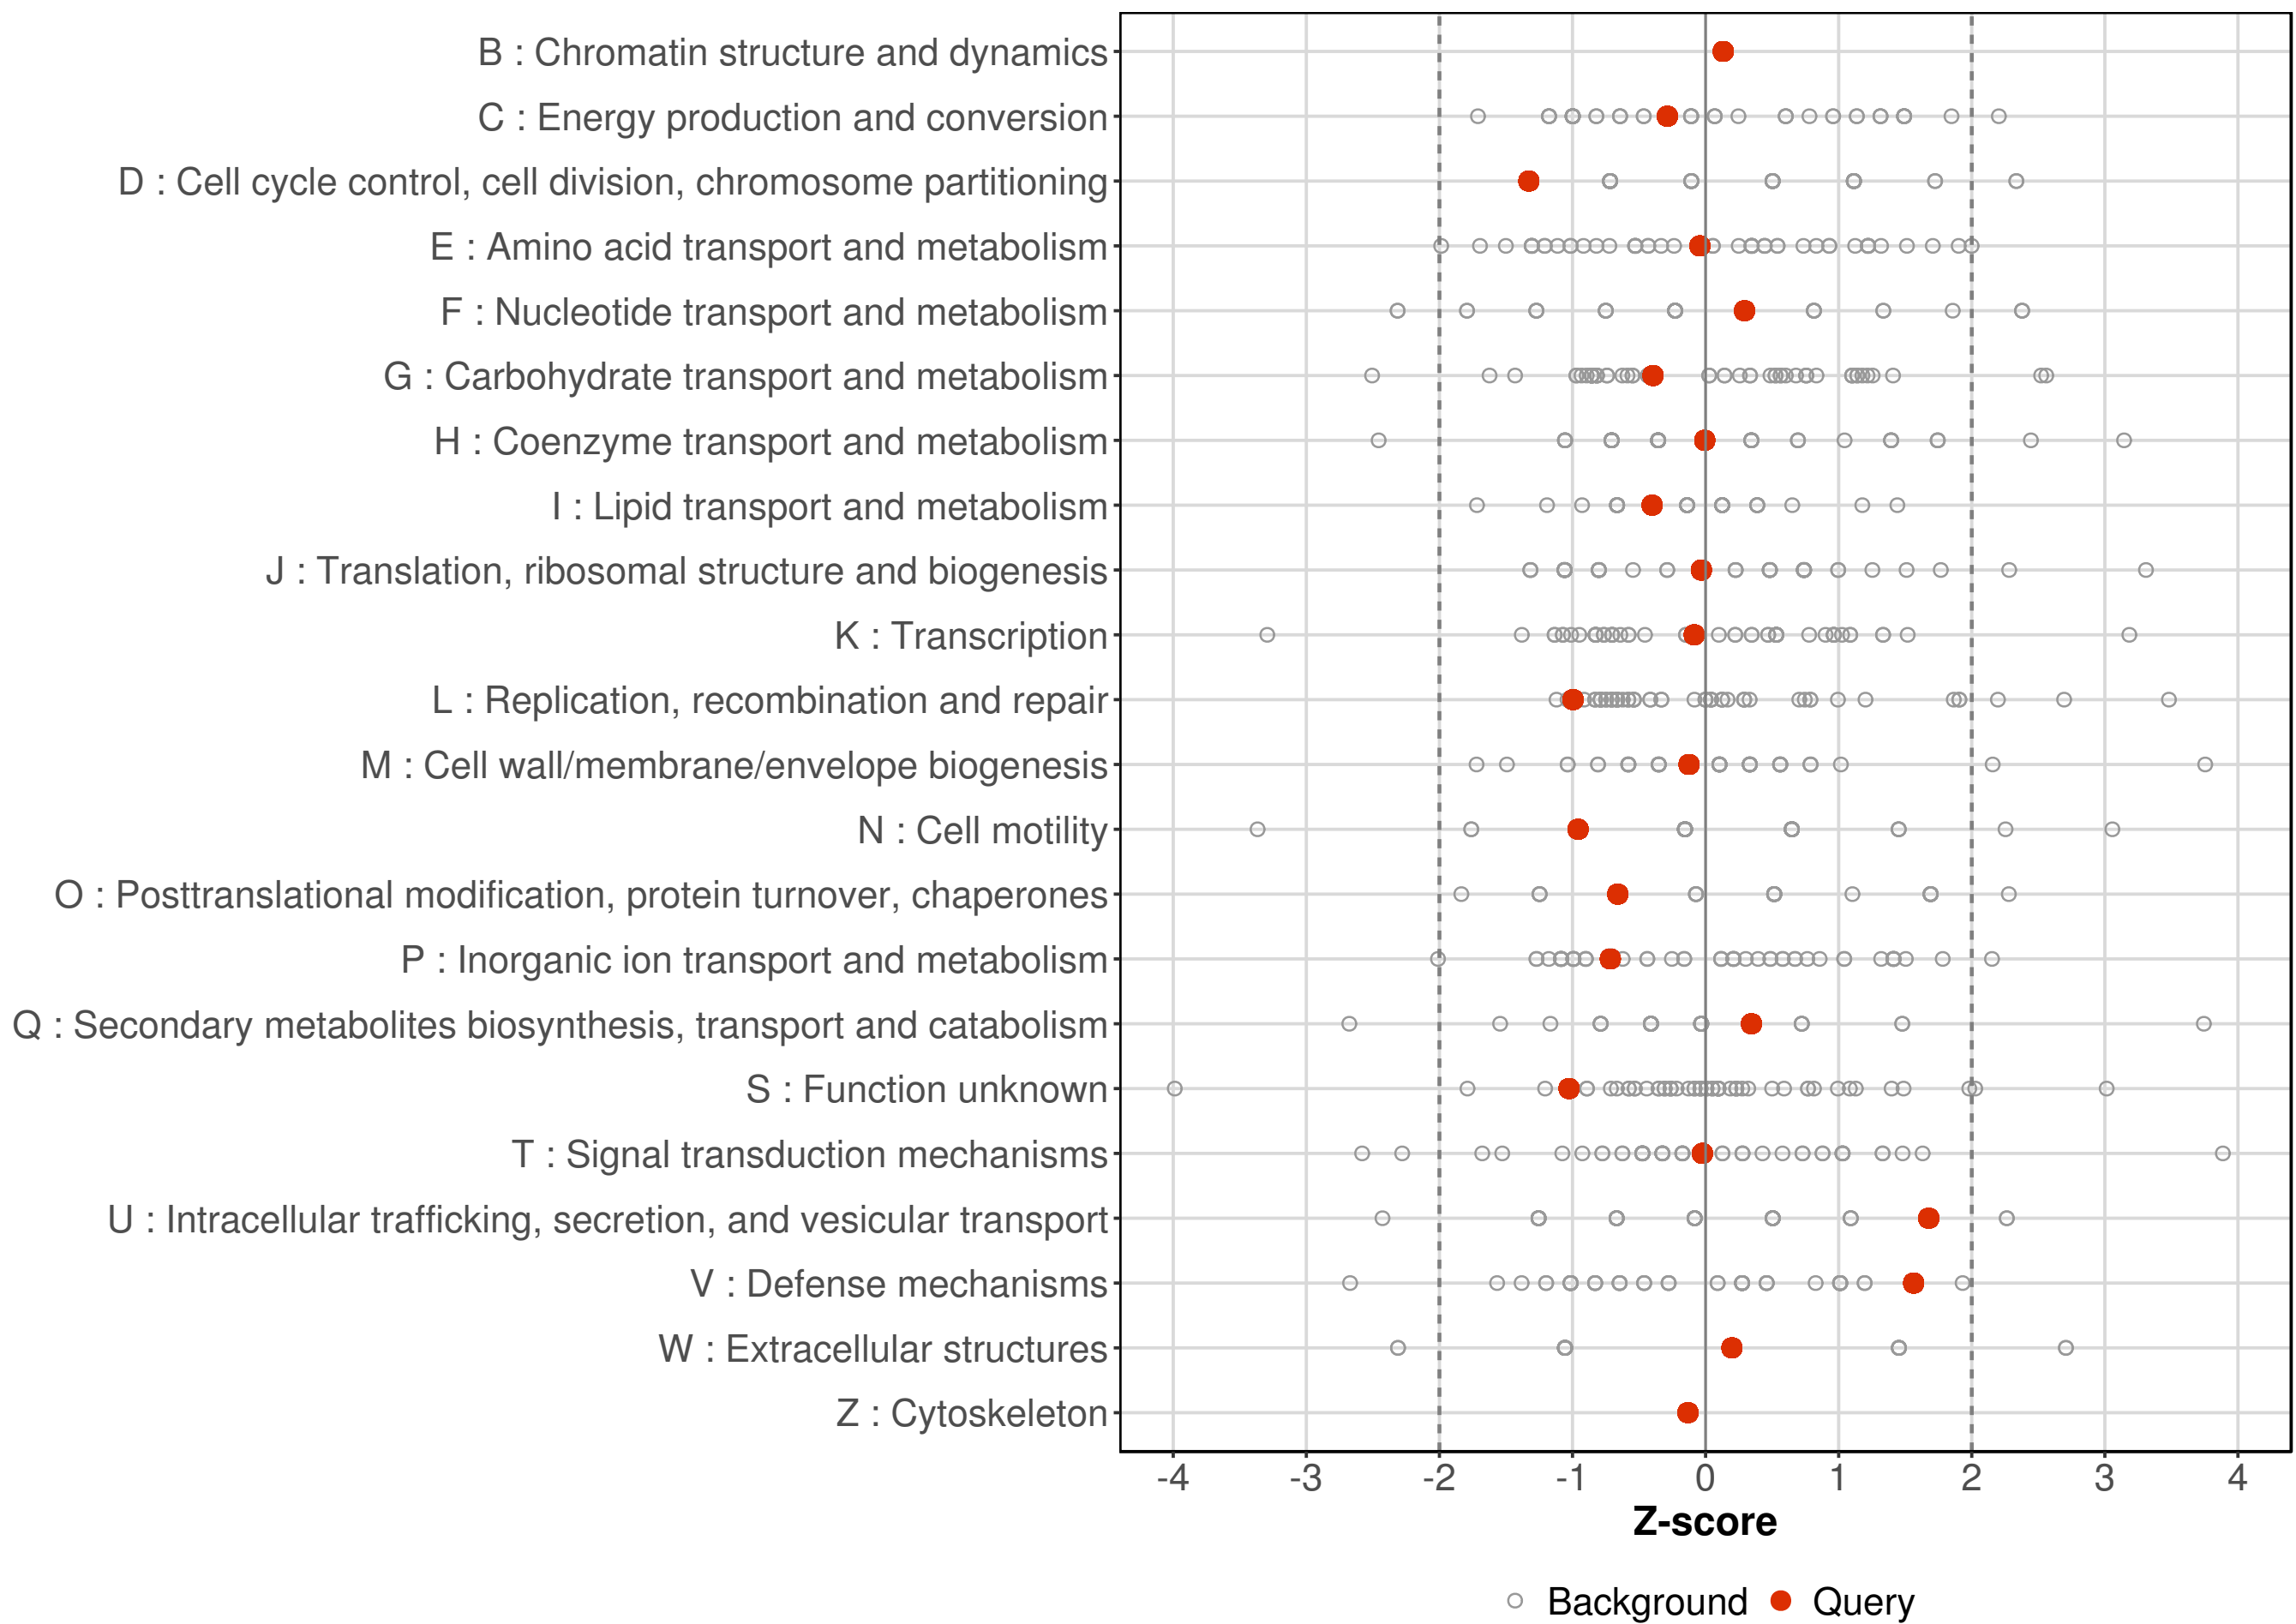 B : Chromatin structure and dynamics
C : Energy production and conversion
D : Cell cycle control, cell division, chromosome partitioning
E : Amino acid transport and metabolism
F : Nucleotide transport and metabolism
G : Carbohydrate transport and metabolism
H : Coenzyme transport and metabolism
I : Lipid transport and metabolism
J : Translation, ribosomal structure and biogenesis
K : Transcription
L : Replication, recombination and repair
M : Cell wall/membrane/envelope biogenesis
N : Cell motility
O : Posttranslational modification, protein turnover, chaperones
P : Inorganic ion transport and metabolism
Q : Secondary metabolites biosynthesis, transport and catabolism
S : Function unknown
T : Signal transduction mechanisms
U : Intracellular trafficking, secretion, and vesicular transport
V : Defense mechanisms
W : Extracellular structures
Z : Cytoskeleton
-4 -3 -2 -1 0 1 2 3 4
Z-score
Background Query